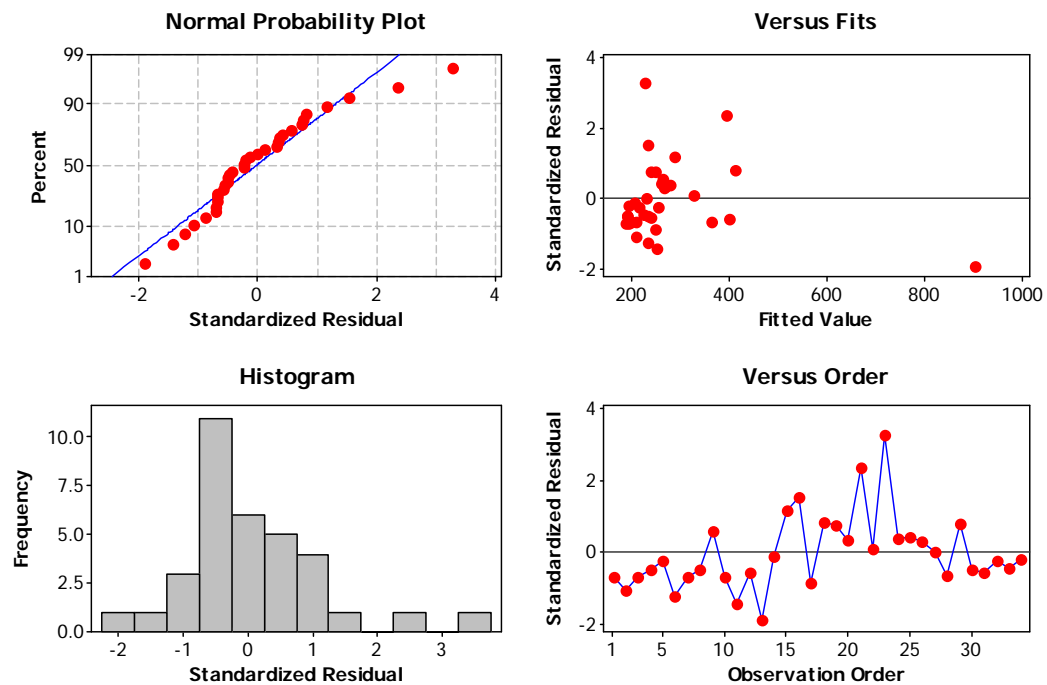 Normal Probability Plot
99
90
50
10
1
Percent
-2 0 2 4
Standardized Residual
Versus Fits
4
2
0
-2
Standardized Residual
200 400 600 800 1000
Fitted Value
Histogram
10.0
7.5
5.0
2.5
0.0
Frequency
-2 -1 0 1 2 3
Standardized Residual
Versus Order
4
2
0
-2
Standardized Residual
1 5 10 15 20 25 30
Observation Order